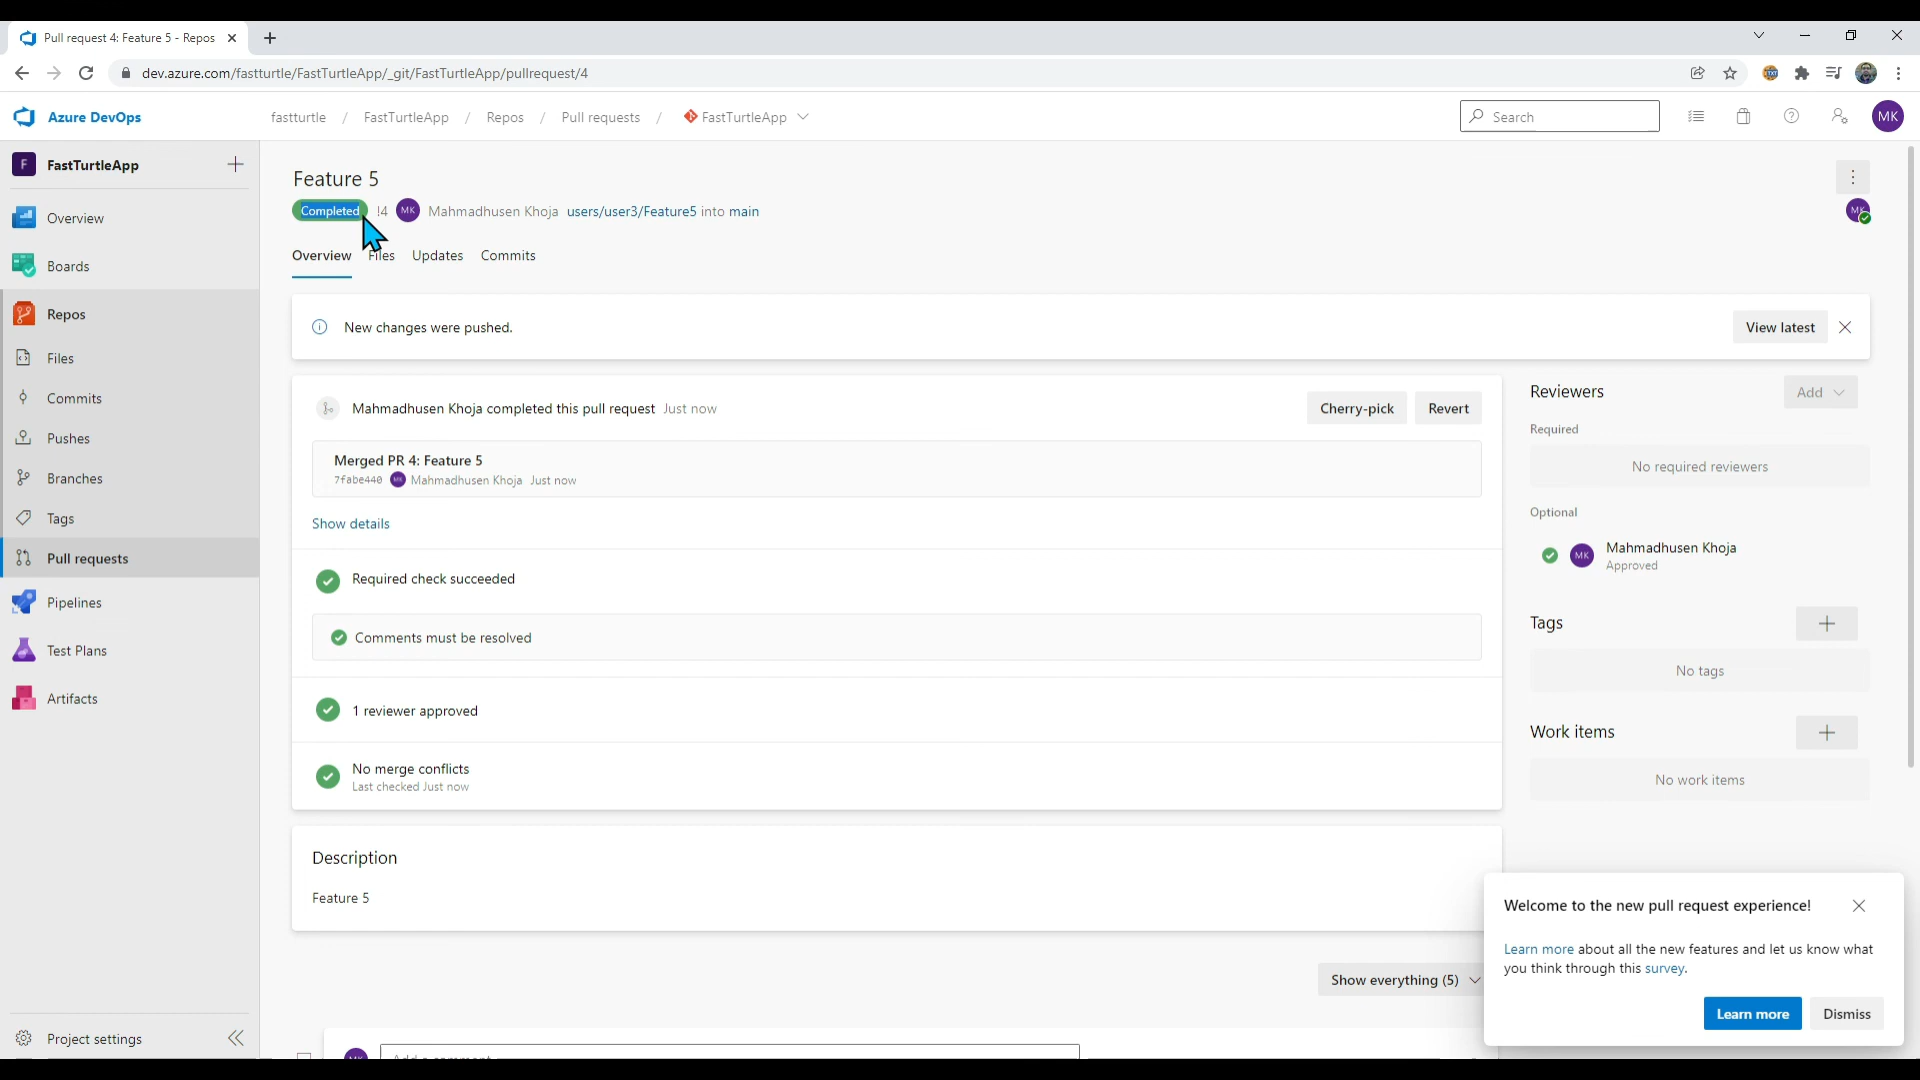 Pull request 4: Feature 5 - Repos
dev.azure.com/fastturtle/FastTurtleApp/_git/FastTurtleApp/pullrequest/4
Azure DevOps
fastturtle / FastTurtleApp / Repos / Pull requests / FastTurtleApp
Search
MK
F FastTurtleApp
Overview
Boards
Repos
Files
Commits
Pushes
Branches
Tags
Pull requests
Pipelines
Test Plans
Artifacts
Project settings
Feature 5
Completed !4 MK Mahmadhusen Khoja users/user3/Feature5 into main
MK
Overview Files Updates Commits
New changes were pushed.
View latest
Mahmadhusen Khoja completed this pull request Just now
Cherry-pick
Revert
Merged PR 4: Feature 5
7fabe440 MK Mahmadhusen Khoja Just now
Show details
Required check succeeded
Comments must be resolved
1 reviewer approved
No merge conflicts
Last checked Just now
Description
Feature 5
Show everything (5)
MK
Add a comment
Reviewers
Add
Required
No required reviewers
Optional
MK Mahmadhusen Khoja
Approved
Tags
No tags
Work items
No work items
Welcome to the new pull request experience!
Learn more about all the new features and let us know what
you think through this survey.
Learn more
Dismiss